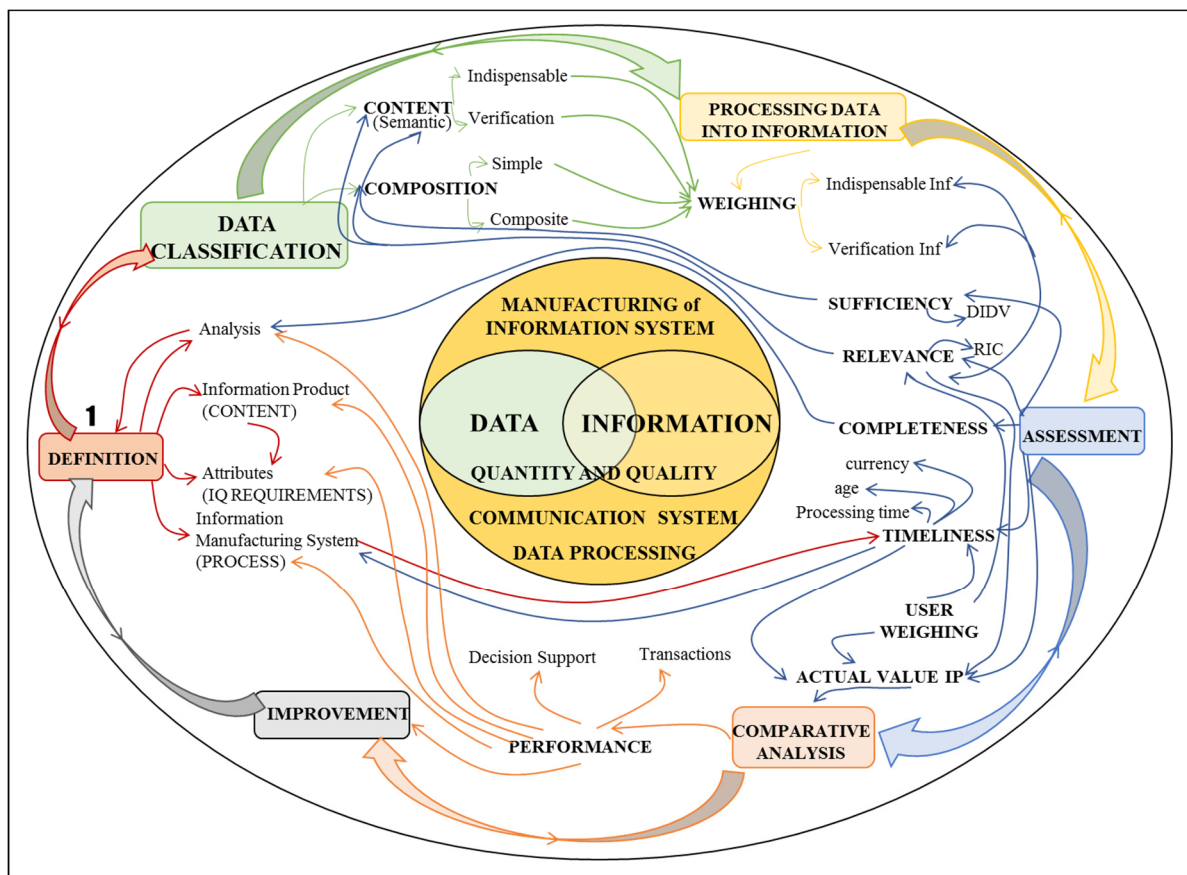 Indispensable
CONTENT
(Semantic)
Verification
PROCESSING DATA
INTO INFORMATION
Simple
COMPOSITION
Composite
WEIGHING
Indispensable Inf
Verification Inf
DATA
CLASSIFICATION
MANUFACTURING of
INFORMATION SYSTEM
SUFFICIENCY
DIDV
Analysis
RELEVANCE
RIC
Information Product
(CONTENT)
1
DEFINITION
DATA
INFORMATION
COMPLETENESS
ASSESSMENT
Attributes
(IQ REQUIREMENTS)
QUANTITY AND QUALITY
currency
age
Processing time
Information
Manufacturing System
(PROCESS)
COMMUNICATION SYSTEM
DATA PROCESSING
TIMELINESS
USER
WEIGHING
Decision Support
Transactions
ACTUAL VALUE IP
IMPROVEMENT
PERFORMANCE
COMPARATIVE
ANALYSIS